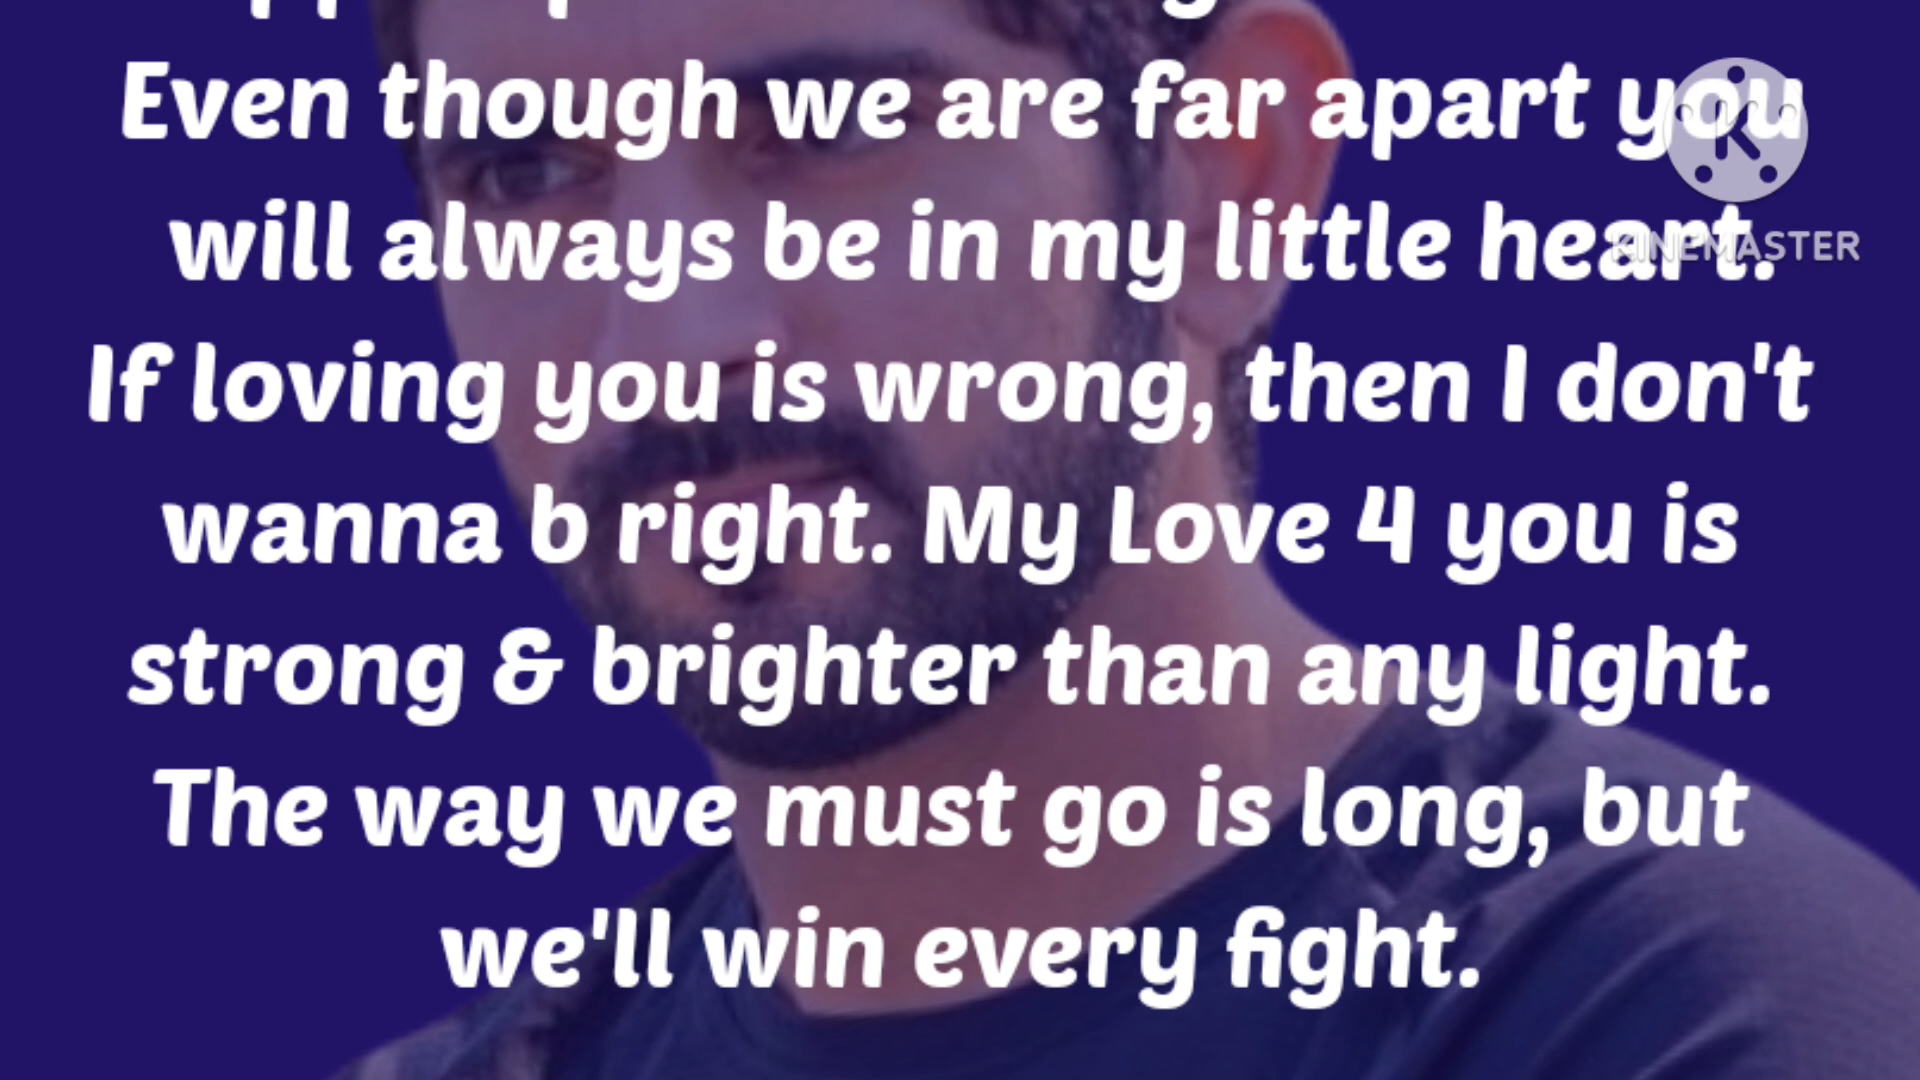 Even though we are far apart you
will always be in my little heart.
If loving you is wrong, then I don't
wanna b right. My Love 4 you is
strong & brighter than any light.
The way we must go is long, but
we'll win every fight.
KINEMASTER